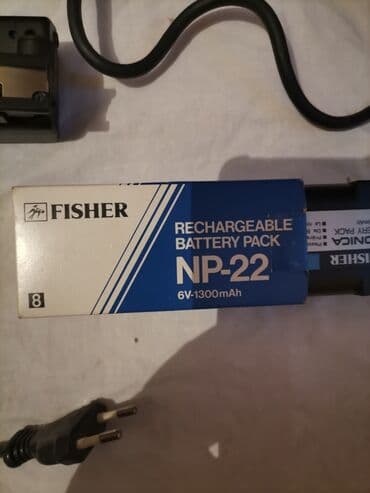 FISHER
RECHARGEABLE
BATTERY PACK
NP-22
6V-1300mAh
8
FISHER